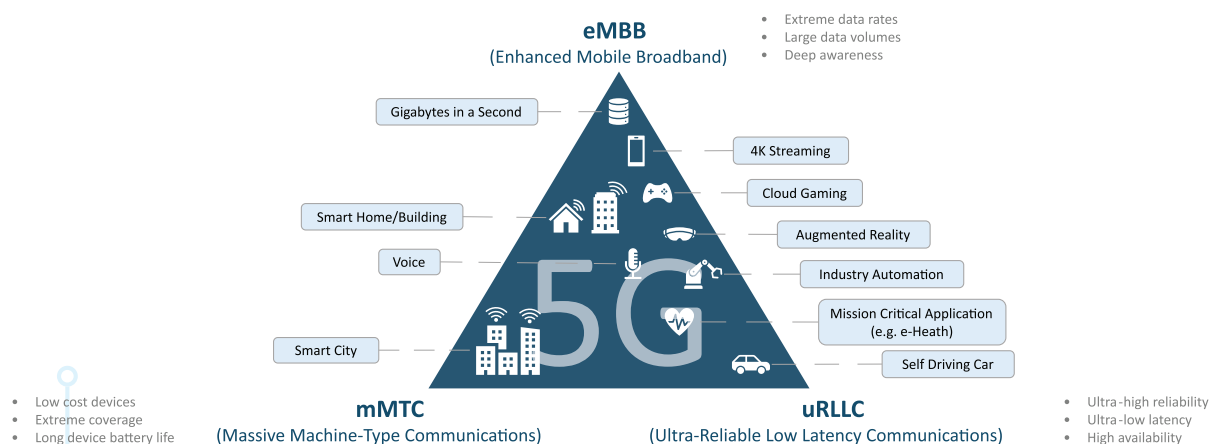 eMBB
(Enhanced Mobile Broadband)
• Extreme data rates
• Large data volumes
• Deep awareness
Gigabytes in a Second
4K Streaming
Cloud Gaming
Smart Home/Building
Augmented Reality
Voice
Industry Automation
5G
Mission Critical Application
(e.g. e-Heath)
Smart City
Self Driving Car
mMTC
(Massive Machine-Type Communications)
• Low cost devices
• Extreme coverage
• Long device battery life
uRLLC
(Ultra-Reliable Low Latency Communications)
• Ultra-high reliability
• Ultra-low latency
• High availability